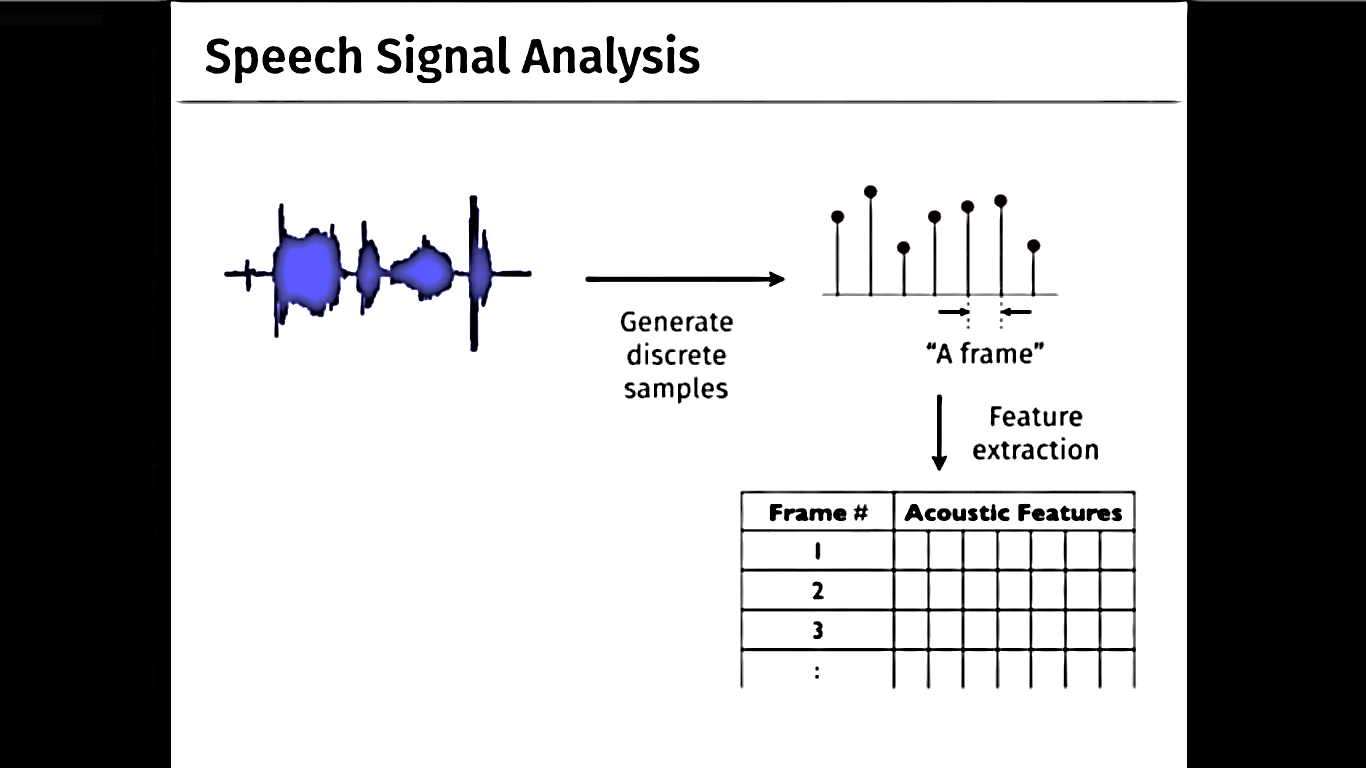 Speech Signal Analysis
Generate
discrete
samples
“A frame”
Feature
extraction
Frame # Acoustic Features
1
2
3
: